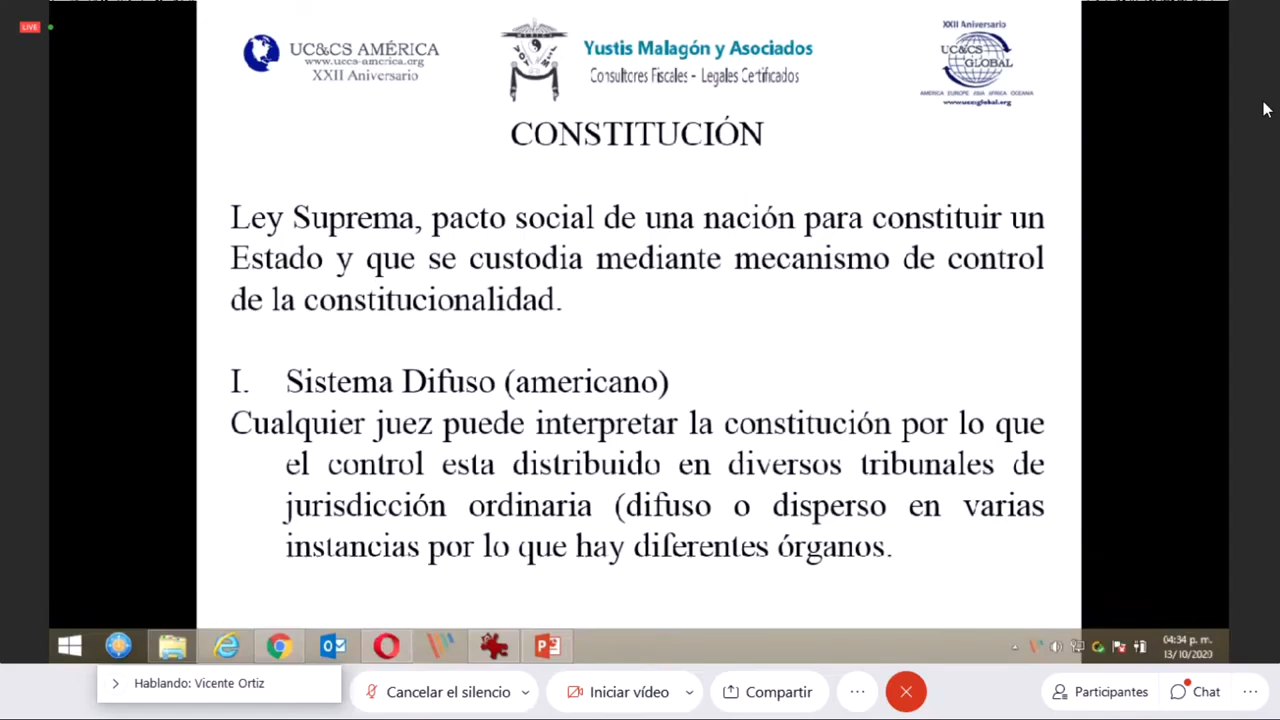 LIVE
UC&CS AMÉRICA
www.uccs-america.org
XXII Aniversario
Yustis Malagón y Asociados
Consultores Fiscales – Legales Certificados
XXII Aniversario
UC&CS
GLOBAL
AMERICA EUROPE ASIA AFRICA OCEANIA
www.uccsglobal.org
CONSTITUCIÓN
Ley Suprema, pacto social de una nación para constituir un
Estado y que se custodia mediante mecanismo de control
de la constitucionalidad.
I. Sistema Difuso (americano)
Cualquier juez puede interpretar la constitución por lo que
el control esta distribuido en diversos tribunales de
jurisdicción ordinaria (difuso o disperso en varias
instancias por lo que hay diferentes órganos.
04:34 p. m.
13/10/2020
Hablando: Vicente Ortiz
Cancelar el silencio
Iniciar vídeo
Compartir
Participantes
Chat